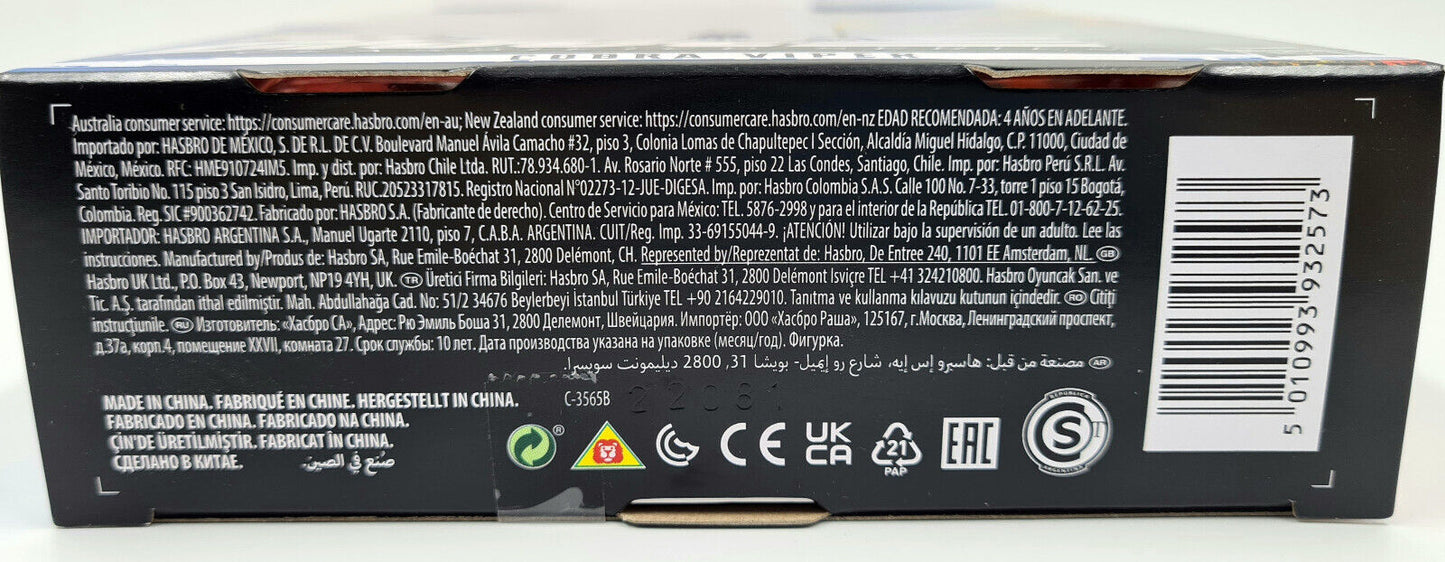 COBRA VIPER
Australia consumer service: https://consumercare.hasbro.com/en-au; New Zealand consumer service: https://consumercare.hasbro.com/en-nz EDAD RECOMENDADA: 4 AÑOS EN ADELANTE.
Importado por: HASBRO DE MÉXICO, S. DE R.L. DE C.V. Boulevard Manuel Ávila Camacho #32, piso 3, Colonia Lomas de Chapultepec I Sección, Alcaldía Miguel Hidalgo, C.P. 11000, Ciudad de
México, México. RFC: HME910724IM5. Imp. y dist. por: Hasbro Chile Ltda. RUT.:78.934.680-1. Av. Rosario Norte # 555, piso 22 Las Condes, Santiago, Chile. Imp. por: Hasbro Perú S.R.L. Av.
Santo Toribio No. 115 piso 3 San Isidro, Lima, Perú. RUC.20523317815. Registro Nacional N°02273-12-JUE-DIGESA. Imp. por: Hasbro Colombia S.A.S. Calle 100 No. 7-33, torre 1 piso 15 Bogotá,
Colombia. Reg. SIC #900362742. Fabricado por: HASBRO S.A. (Fabricante de derecho). Centro de Servicio para México: TEL. 5876-2998 y para el interior de la República TEL. 01-800-7-12-62-25.
IMPORTADOR: HASBRO ARGENTINA S.A., Manuel Ugarte 2110, piso 7, C.A.B.A. ARGENTINA. CUIT/Reg. Imp. 33-69155044-9. ¡ATENCIÓN! Utilizar bajo la supervisión de un adulto. Lee las
instrucciones. Manufactured by/Produs de: Hasbro SA, Rue Emile-Boéchat 31, 2800 Delémont, CH. Represented by/Reprezentat de: Hasbro, De Entree 240, 1101 EE Amsterdam, NL. GB
Hasbro UK Ltd., P.O. Box 43, Newport, NP19 4YH, UK. TR Üretici Firma Bilgileri: Hasbro SA, Rue Emile-Boéchat 31, 2800 Delémont Isviçre TEL +41 324210800. Hasbro Oyuncak San. ve
Tic. A.Ş. tarafından ithal edilmiştir. Mah. Abdullahağa Cad. No: 51/2 34676 Beylerbeyi İstanbul Türkiye TEL +90 2164229010. Tanıtma ve kullanma kılavuzu kutunun içindedir. RO Citiţi
instrucţiunile. RU Изготовитель: «Хасбро СА», Адрес: Рю Эмиль Боша 31, 2800 Делемонт, Швейцария. Импортёр: ООО «Хасбро Раша», 125167, г.Москва, Ленинградский проспект,
д.37а, корп.4, помещение XXVII, комната 27. Срок службы: 10 лет. Дата производства указана на упаковке (месяц/год). Фигурка.
AR مصنعة من قبل: هاسبرو إس إيه، شارع رو إيميل- بويشا 31, 2800 ديليمونت سويسرا.
MADE IN CHINA. FABRIQUÉ EN CHINE. HERGESTELLT IN CHINA.
FABRICADO EN CHINA. FABRICADO NA CHINA.
ÇİN'DE ÜRETİLMİŞTİR. FABRICAT ÎN CHINA.
СДЕЛАНО В КИТАЕ. صُنع في الصين.
C-3565B 22081
® CE UK CA 21 PAP EAC
REPUBLICA ST ARGENTINA
5 010993 932573